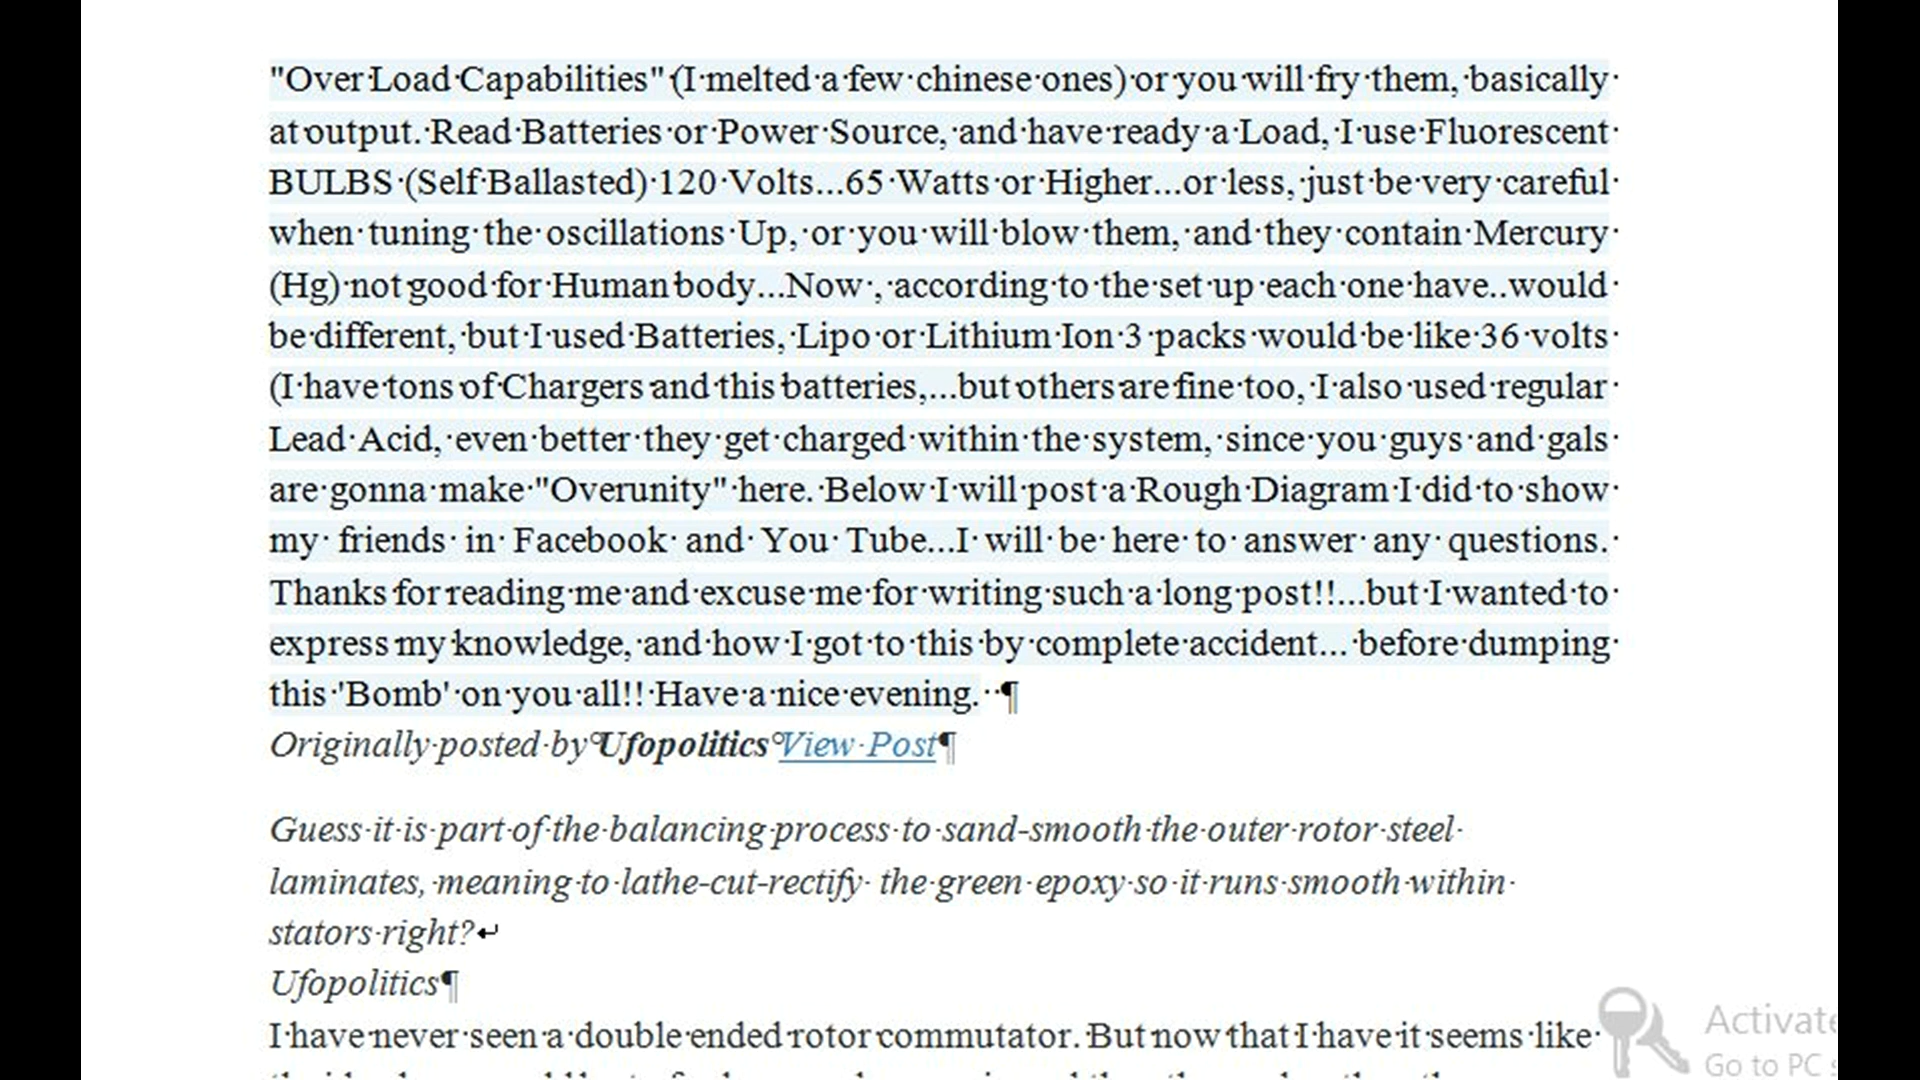 "Over Load Capabilities" (I melted a few chinese ones) or you will fry them, basically
at output. Read Batteries or Power Source, and have ready a Load, I use Fluorescent
BULBS (Self Ballasted) 120 Volts...65 Watts or Higher...or less, just be very careful
when tuning the oscillations Up, or you will blow them, and they contain Mercury
(Hg) not good for Human body...Now , according to the set up each one have..would
be different, but I used Batteries, Lipo or Lithium Ion 3 packs would be like 36 volts
(I have tons of Chargers and this batteries,...but others are fine too, I also used regular
Lead Acid, even better they get charged within the system, since you guys and gals
are gonna make "Overunity" here. Below I will post a Rough Diagram I did to show
my friends in Facebook and You Tube...I will be here to answer any questions.
Thanks for reading me and excuse me for writing such a long post!!...but I wanted to
express my knowledge, and how I got to this by complete accident... before dumping
this 'Bomb' on you all!! Have a nice evening. ¶
Originally posted by Ufopolitics View Post¶
Guess it is part of the balancing process to sand-smooth the outer rotor steel
laminates, meaning to lathe-cut-rectify the green epoxy so it runs smooth within
stators right?↵
Ufopolitics¶
I have never seen a double ended rotor commutator. But now that I have it seems like
Activate
Go to PC